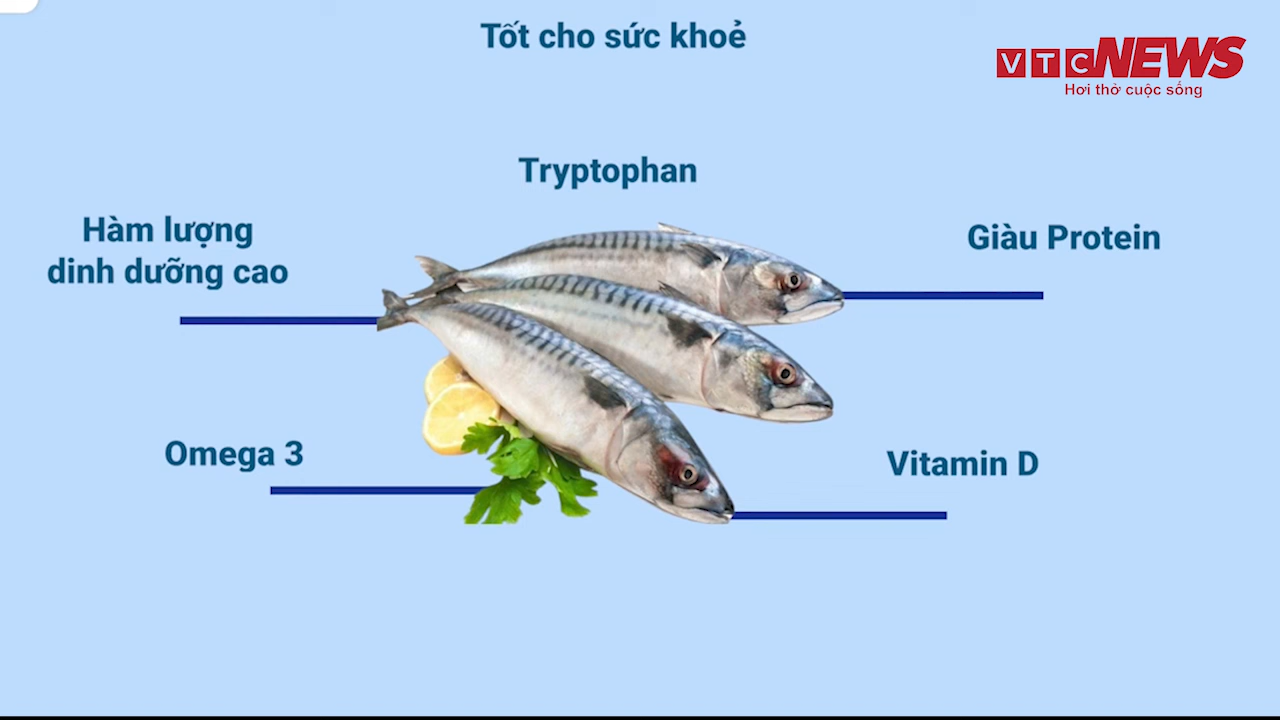 Tốt cho sức khoẻ
VTCNEWS
Hơi thở cuộc sống
Tryptophan
Hàm lượng
dinh dưỡng cao
Giàu Protein
Omega 3
Vitamin D